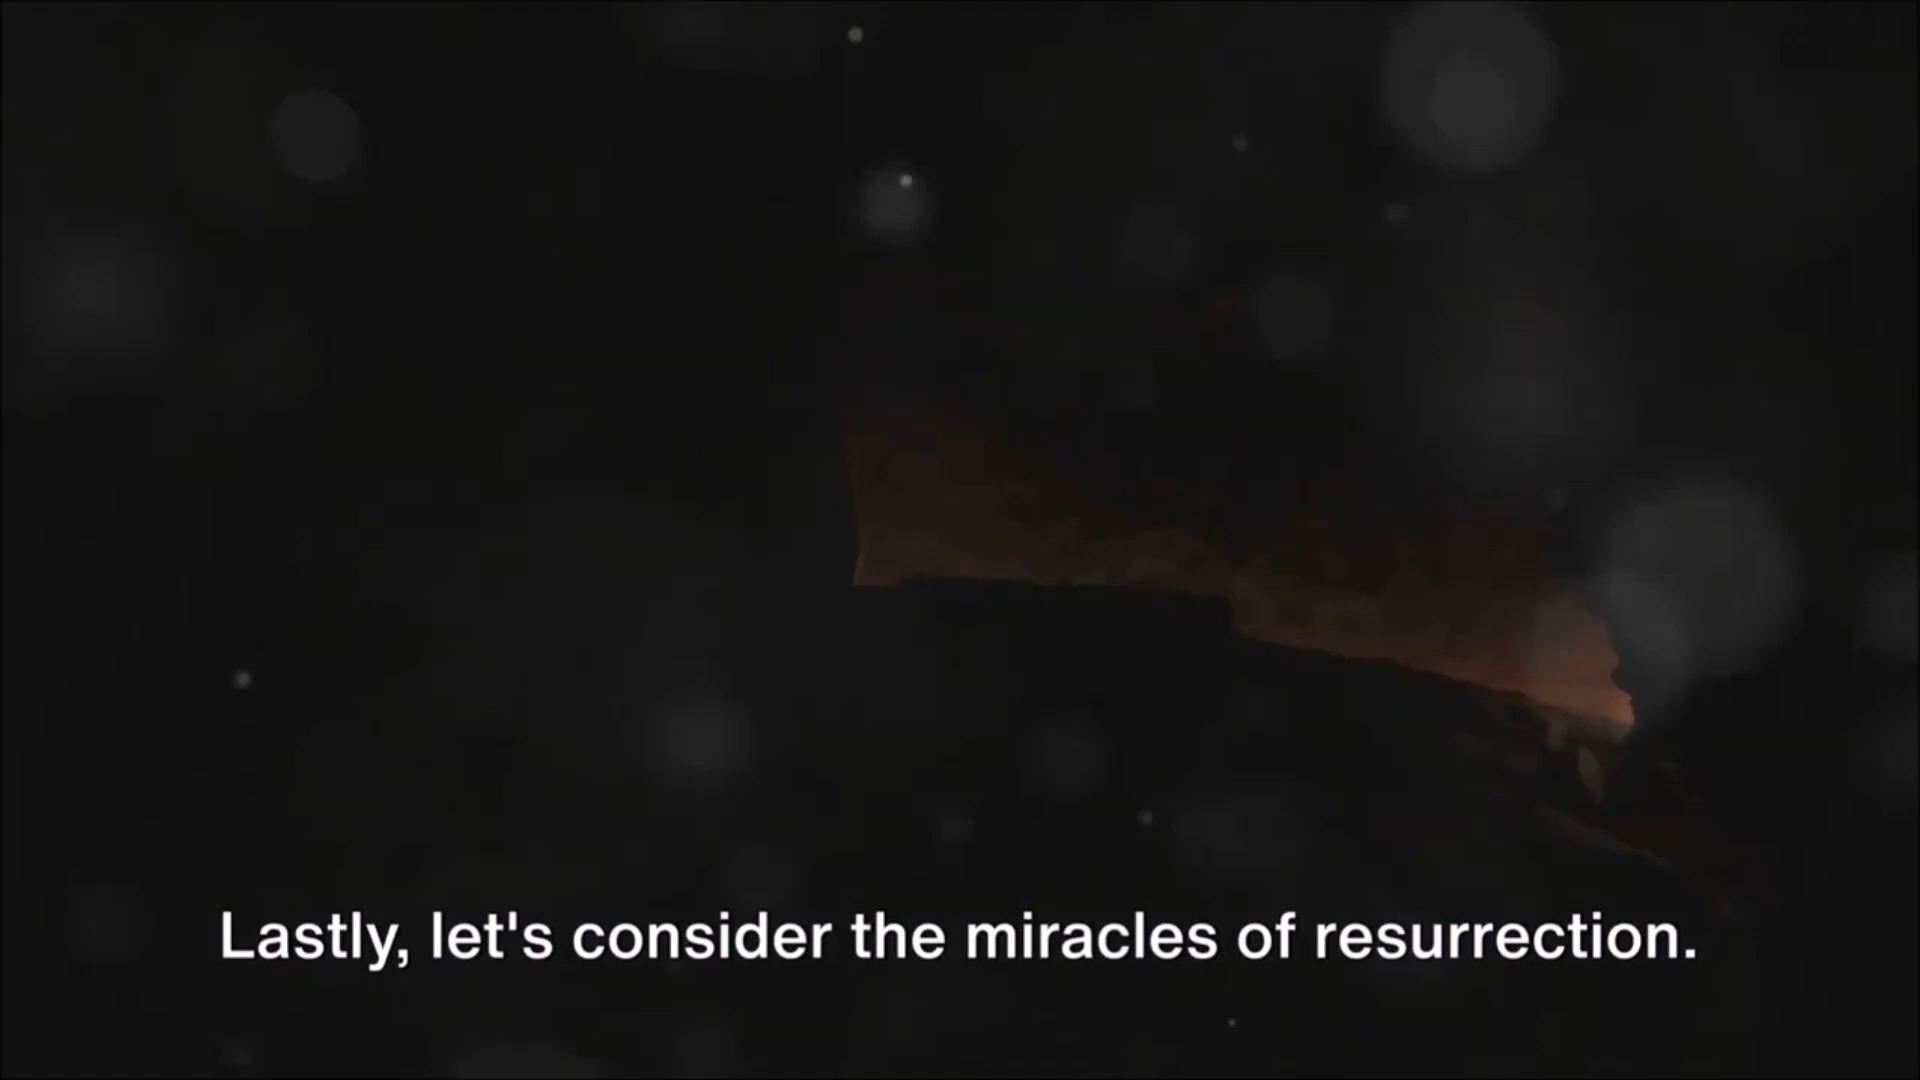 Lastly, let's consider the miracles of resurrection.